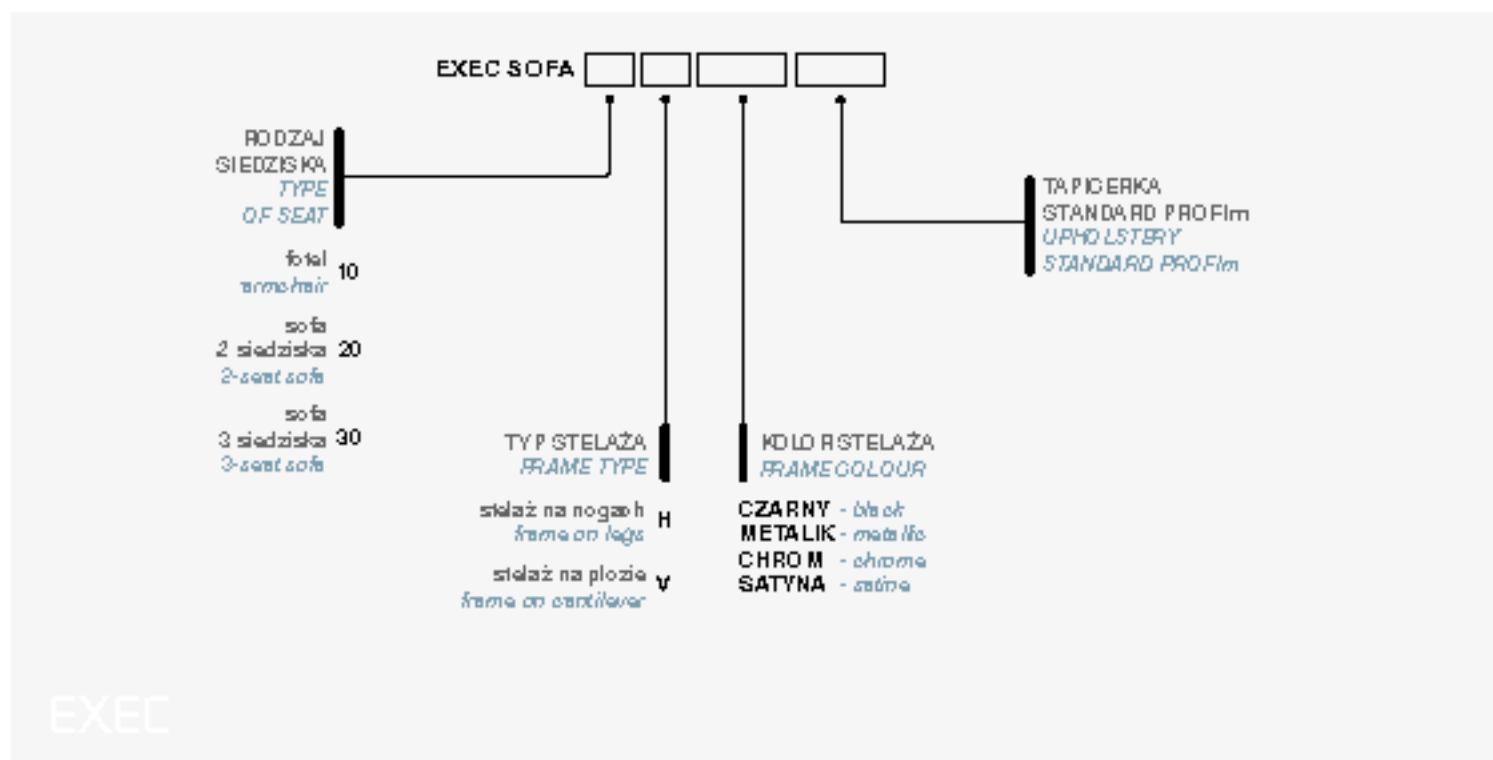 EXEC SOFA
RODZAJ
SIEDZISKA
TYPE
OF SEAT
fotel
armchair
10
sofa
2 siedziska
2-seat sofa
20
sofa
3 siedziska
3-seat sofa
30
TYP STELAŻA
FRAME TYPE
stelaż na nogach
frame on legs
H
stelaż na płozie
frame on cantilever
V
KOLOR STELAŻA
FRAME COLOUR
CZARNY - black
METALIK - metallic
CHROM - chrome
SATYNA - satine
TAPICERKA
STANDARD PROFIm
UPHOLSTERY
STANDARD PROFIm
EXEC